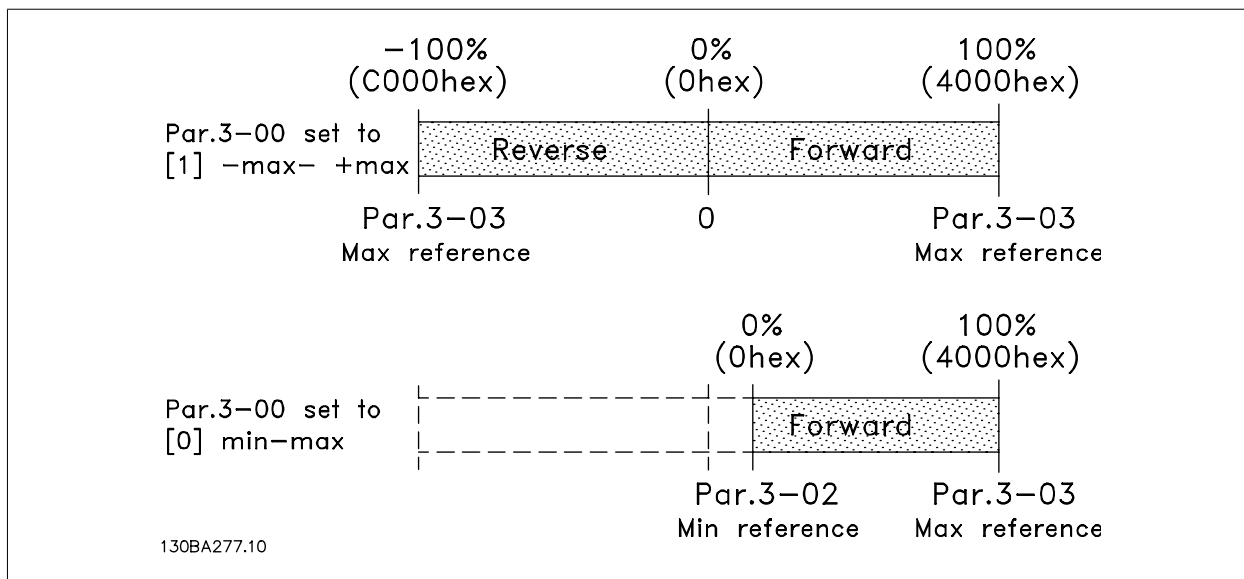 -100% 0% 100%
(C000hex) (0hex) (4000hex)
Par.3-00 set to
[1] -max- +max
Reverse Forward
Par.3-03 0 Par.3-03
Max reference Max reference
0% 100%
(0hex) (4000hex)
Par.3-00 set to
[0] min-max
Forward
Par.3-02 Par.3-03
Min reference Max reference
130BA277.10